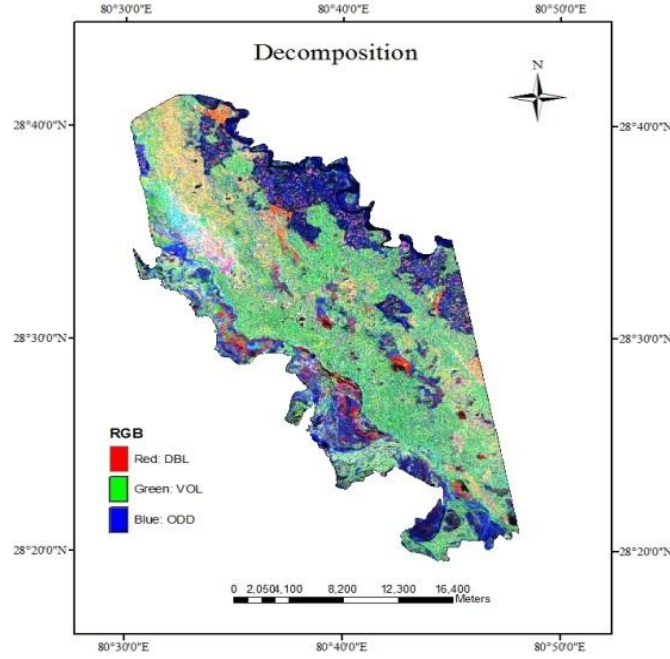 80°30'0"E 80°40'0"E 80°50'0"E
Decomposition
N
28°40'0"N 28°40'0"N
28°30'0"N 28°30'0"N
RGB
Red: DBL
Green: VOL
Blue: ODD
28°20'0"N 28°20'0"N
0 2,0504,100 8,200 12,300 16,400
Meters
80°30'0"E 80°40'0"E 80°50'0"E